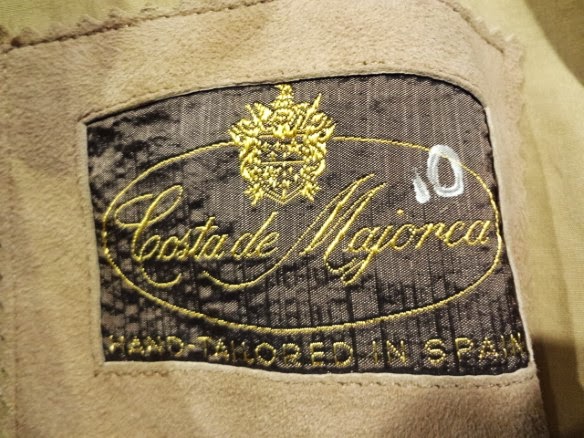 10
Costa de Majorca
HAND-TAILORED IN SPAIN